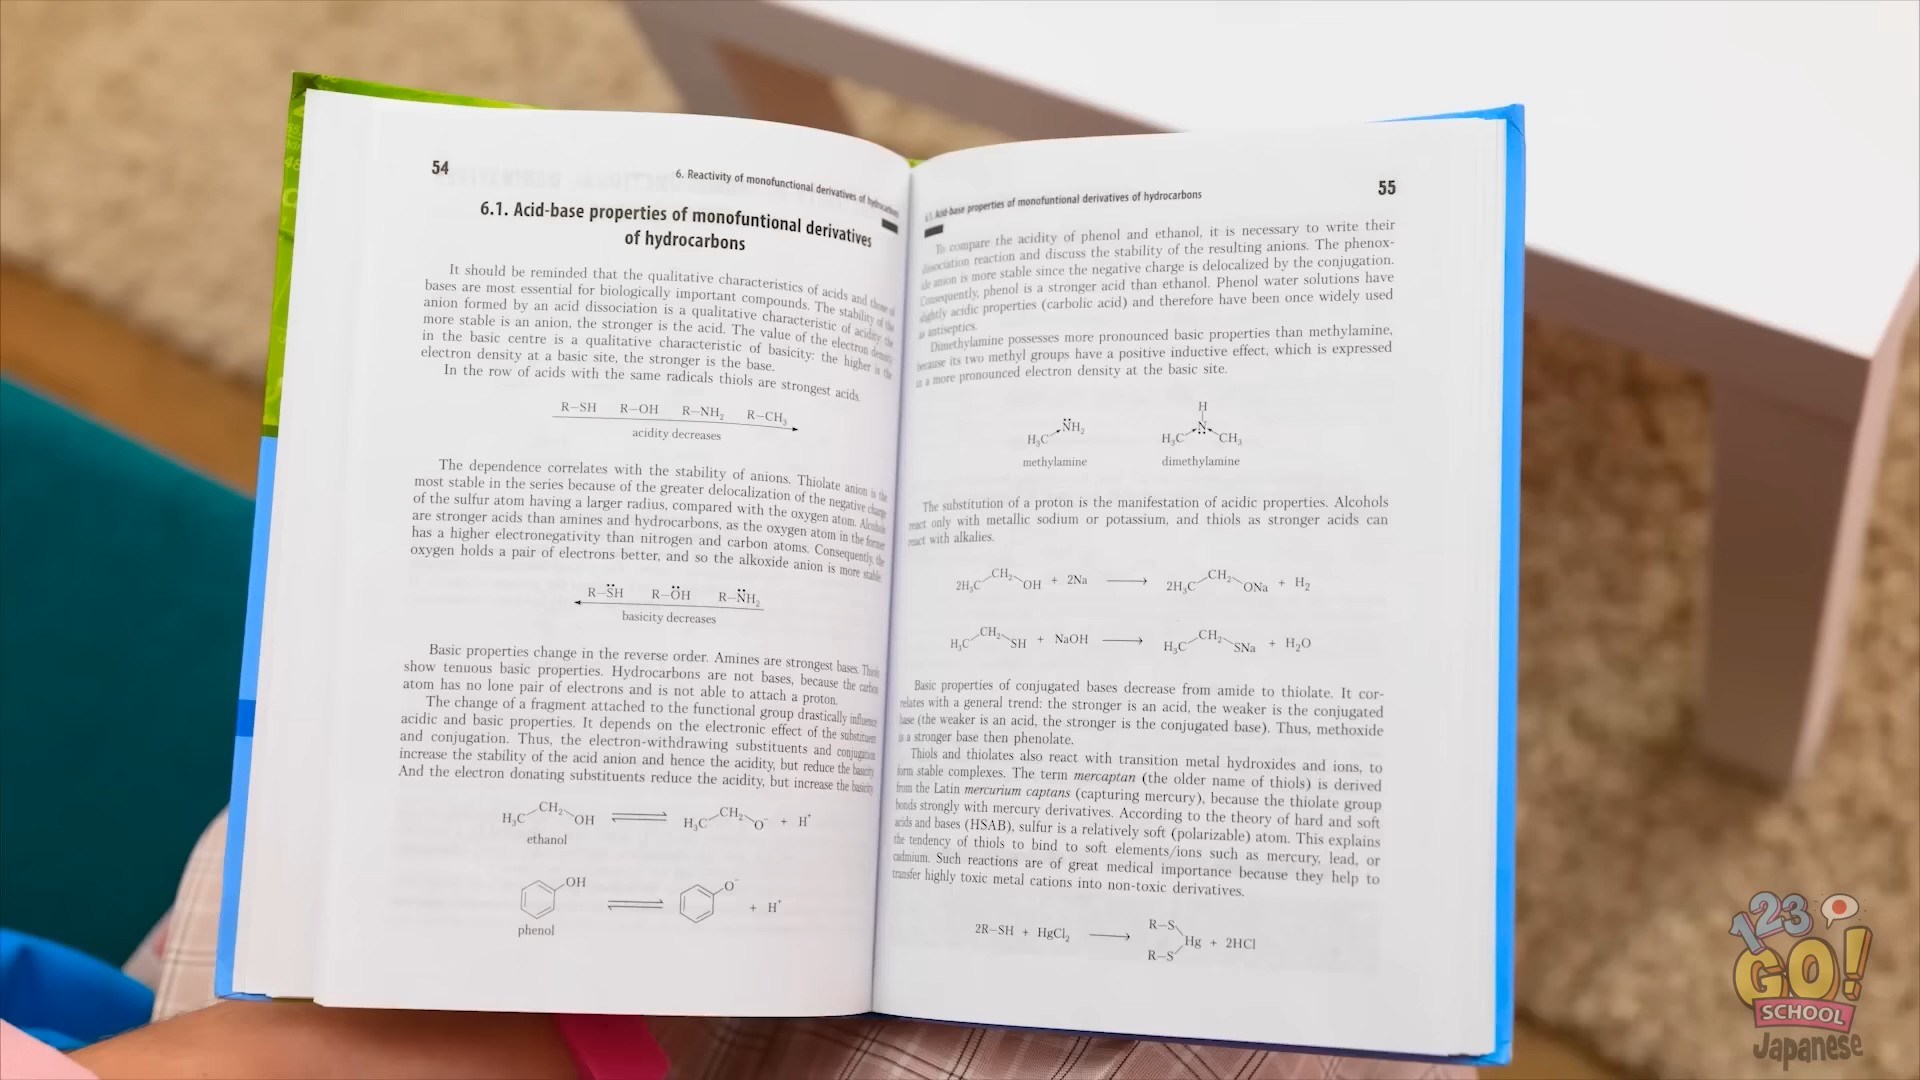 54
6. Reactivity of monofunctional derivatives of hydrocarbons
6.1. Acid-base properties of monofuntional derivatives
of hydrocarbons
It should be reminded that the qualitative characteristics of acids and those of
bases are most essential for biologically important compounds. The stability of the
anion formed by an acid dissociation is a qualitative characteristic of acidity: the
more stable is an anion, the stronger is the acid. The value of the electron density
in the basic centre is a qualitative characteristic of basicity: the higher is the
electron density at a basic site, the stronger is the base.
In the row of acids with the same radicals thiols are strongest acids.
R–SH R–OH R–NH₂ R–CH₃
acidity decreases
The dependence correlates with the stability of anions. Thiolate anion is the
most stable in the series because of the greater delocalization of the negative charge
of the sulfur atom having a larger radius, compared with the oxygen atom. Alcohols
are stronger acids than amines and hydrocarbons, as the oxygen atom in the former
has a higher electronegativity than nitrogen and carbon atoms. Consequently, the
oxygen holds a pair of electrons better, and so the alkoxide anion is more stable.
R–S̈H R–ÖH R–N̈H₂
basicity decreases
Basic properties change in the reverse order. Amines are strongest bases. Thiols
show tenuous basic properties. Hydrocarbons are not bases, because the carbon
atom has no lone pair of electrons and is not able to attach a proton.
The change of a fragment attached to the functional group drastically influence
acidic and basic properties. It depends on the electronic effect of the substituent
and conjugation. Thus, the electron-withdrawing substituents and conjugation
increase the stability of the acid anion and hence the acidity, but reduce the basicity.
And the electron donating substituents reduce the acidity, but increase the basicity.
H₃C CH₂ OH ⇌ H₃C CH₂ O⁻ + H⁺
ethanol
OH ⇌ O⁻ + H⁺
phenol
55
6.1. Acid-base properties of monofuntional derivatives of hydrocarbons
To compare the acidity of phenol and ethanol, it is necessary to write their
dissociation reaction and discuss the stability of the resulting anions. The phenox-
ide anion is more stable since the negative charge is delocalized by the conjugation.
Consequently, phenol is a stronger acid than ethanol. Phenol water solutions have
slightly acidic properties (carbolic acid) and therefore have been once widely used
as antiseptics.
Dimethylamine possesses more pronounced basic properties than methylamine,
because its two methyl groups have a positive inductive effect, which is expressed
in a more pronounced electron density at the basic site.
H₃C N̈H₂
methylamine
H
H₃C N CH₃
dimethylamine
The substitution of a proton is the manifestation of acidic properties. Alcohols
react only with metallic sodium or potassium, and thiols as stronger acids can
react with alkalies.
2H₃C CH₂ OH + 2Na → 2H₃C CH₂ ONa + H₂
H₃C CH₂ SH + NaOH → H₃C CH₂ SNa + H₂O
Basic properties of conjugated bases decrease from amide to thiolate. It cor-
relates with a general trend: the stronger is an acid, the weaker is the conjugated
base (the weaker is an acid, the stronger is the conjugated base). Thus, methoxide
is a stronger base then phenolate.
Thiols and thiolates also react with transition metal hydroxides and ions, to
form stable complexes. The term mercaptan (the older name of thiols) is derived
from the Latin mercurium captans (capturing mercury), because the thiolate group
bonds strongly with mercury derivatives. According to the theory of hard and soft
acids and bases (HSAB), sulfur is a relatively soft (polarizable) atom. This explains
the tendency of thiols to bind to soft elements/ions such as mercury, lead, or
cadmium. Such reactions are of great medical importance because they help to
transfer highly toxic metal cations into non-toxic derivatives.
2R–SH + HgCl₂ → R–S R–S Hg + 2HCl
123
GO!
SCHOOL
Japanese